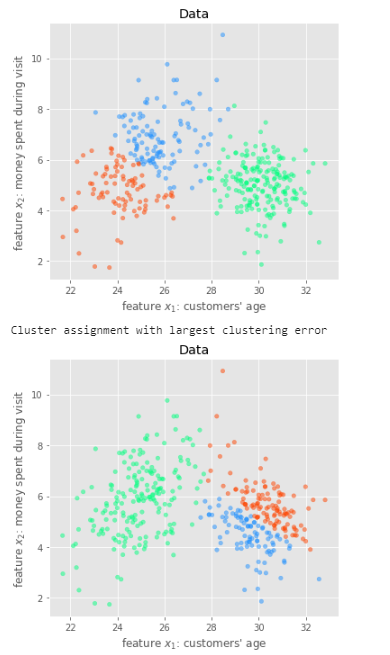 Data
10
8
6
4
2
feature x₂: money spent during visit
22 24 26 28 30 32
feature x₁: customers' age
Cluster assignment with largest clustering error
Data
10
8
6
4
2
feature x₂: money spent during visit
22 24 26 28 30 32
feature x₁: customers' age